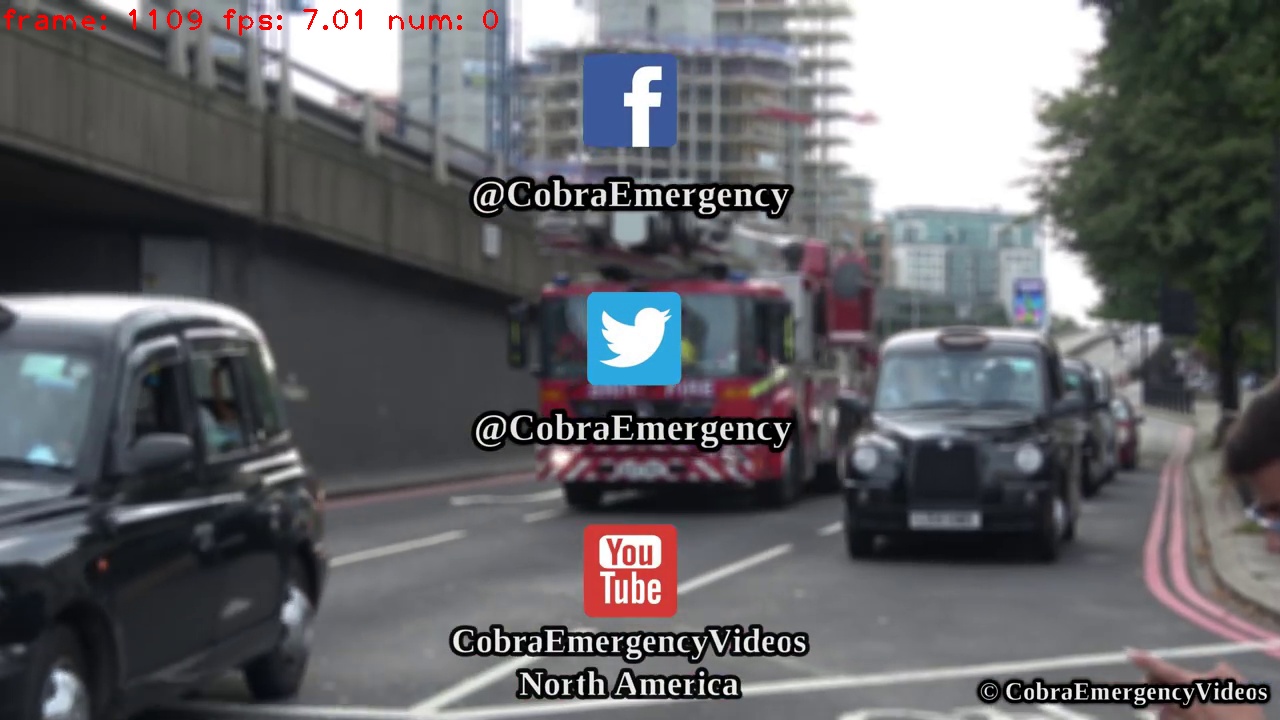 frame: 1109 fps: 7.01 num: 0
f
@CobraEmergency
@CobraEmergency
You
Tube
CobraEmergencyVideos
North America
© CobraEmergencyVideos